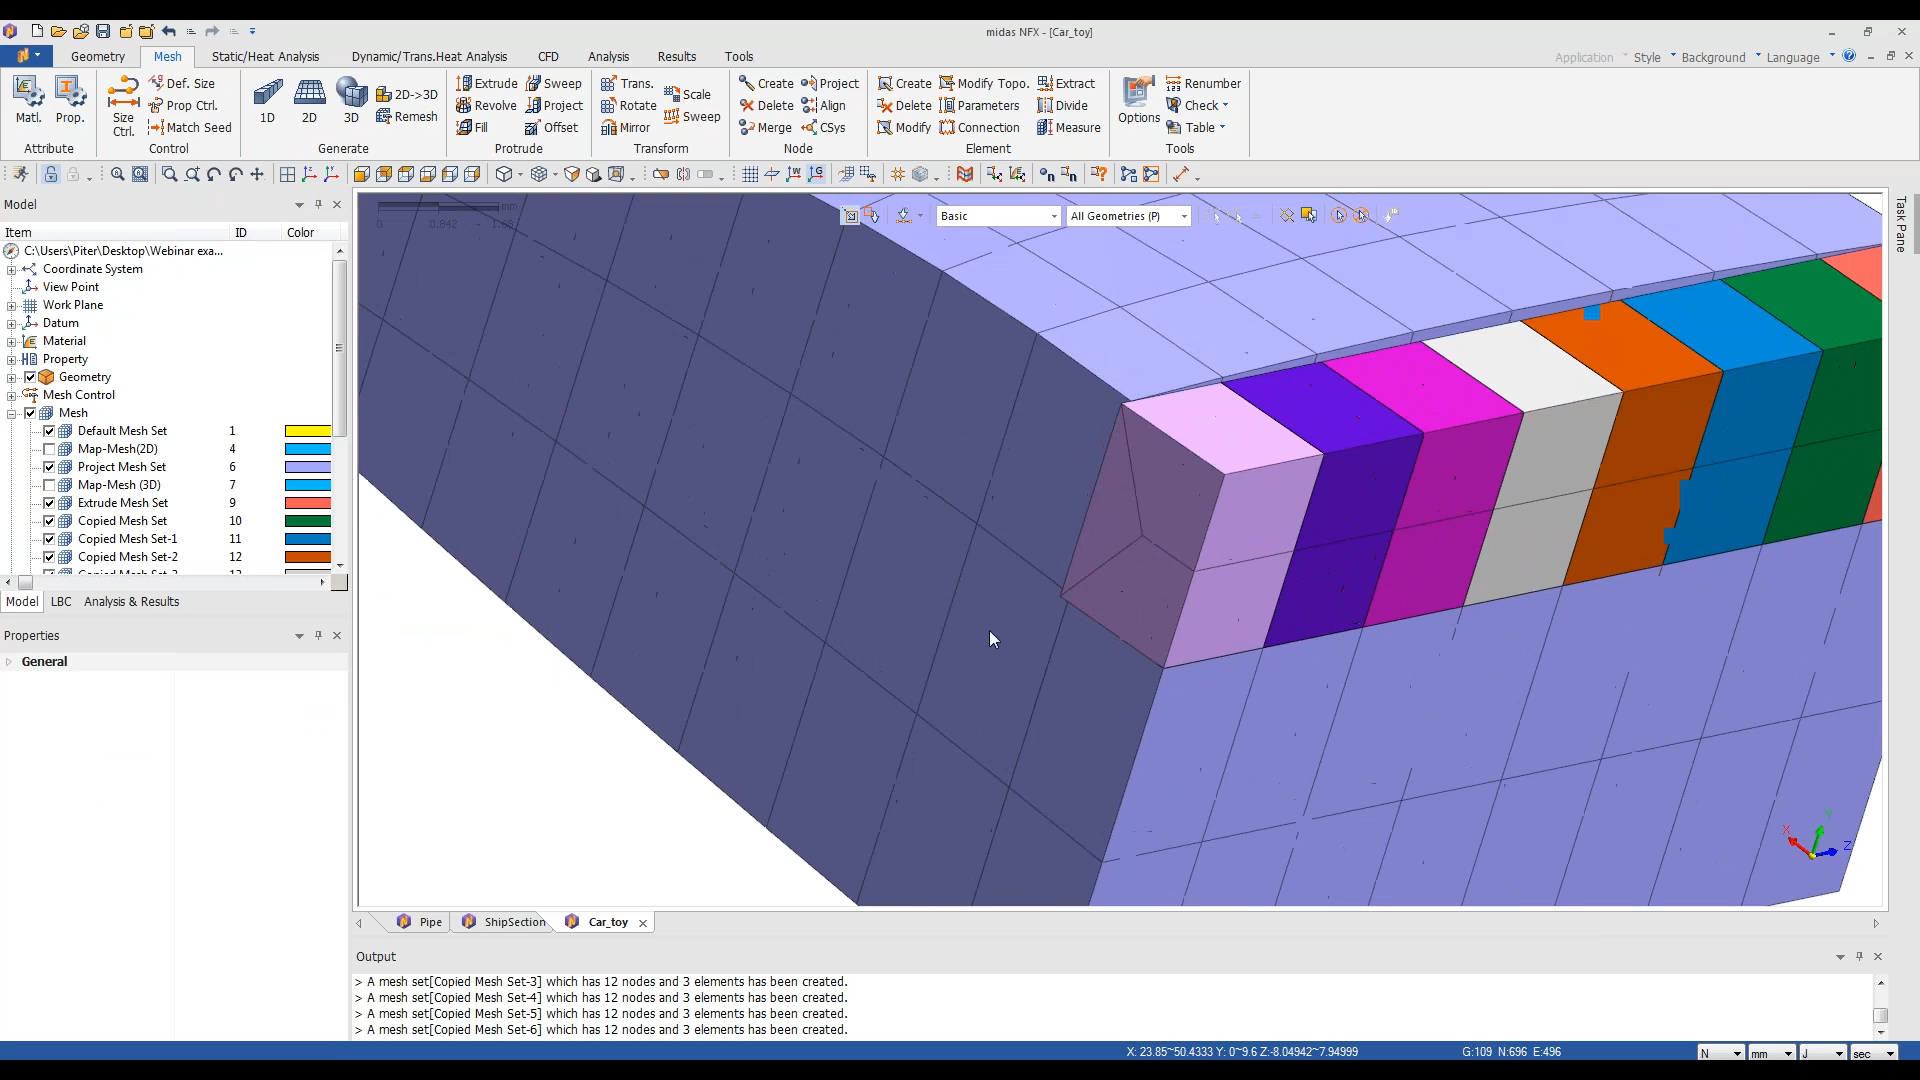 midas NFX - [Car_toy]
Geometry Mesh Static/Heat Analysis Dynamic/Trans.Heat Analysis CFD Analysis Results Tools
Application Style Background Language
Matl. Prop.
Attribute
Size Ctrl. Def. Size Prop Ctrl. Match Seed
Control
1D 2D 3D 2D->3D Remesh
Generate
Extrude Sweep
Revolve Project
Fill Offset
Protrude
Trans. Scale
Rotate Sweep
Mirror
Transform
Create Project
Delete Align
Merge CSys
Node
Create Modify Topo. Extract
Delete Parameters Divide
Modify Connection Measure
Element
Options Renumber
Check
Table
Tools
Model
Item ID Color
C:\Users\Piter\Desktop\Webinar exa...
Coordinate System
View Point
Work Plane
Datum
Material
Property
Geometry
Mesh Control
Mesh
Default Mesh Set 1
Map-Mesh(2D) 4
Project Mesh Set 6
Map-Mesh (3D) 7
Extrude Mesh Set 9
Copied Mesh Set 10
Copied Mesh Set-1 11
Copied Mesh Set-2 12
Model LBC Analysis & Results
Properties
General
mm
0 0.842
Basic All Geometries (P)
Task Pane
X Y Z
Pipe ShipSection Car_toy
Output
> A mesh set[Copied Mesh Set-3] which has 12 nodes and 3 elements has been created.
> A mesh set[Copied Mesh Set-4] which has 12 nodes and 3 elements has been created.
> A mesh set[Copied Mesh Set-5] which has 12 nodes and 3 elements has been created.
> A mesh set[Copied Mesh Set-6] which has 12 nodes and 3 elements has been created.
X: 23.85~50.4333 Y: 0~9.6 Z:-8.04942~7.94999 G:109 N:696 E:496 N mm J sec